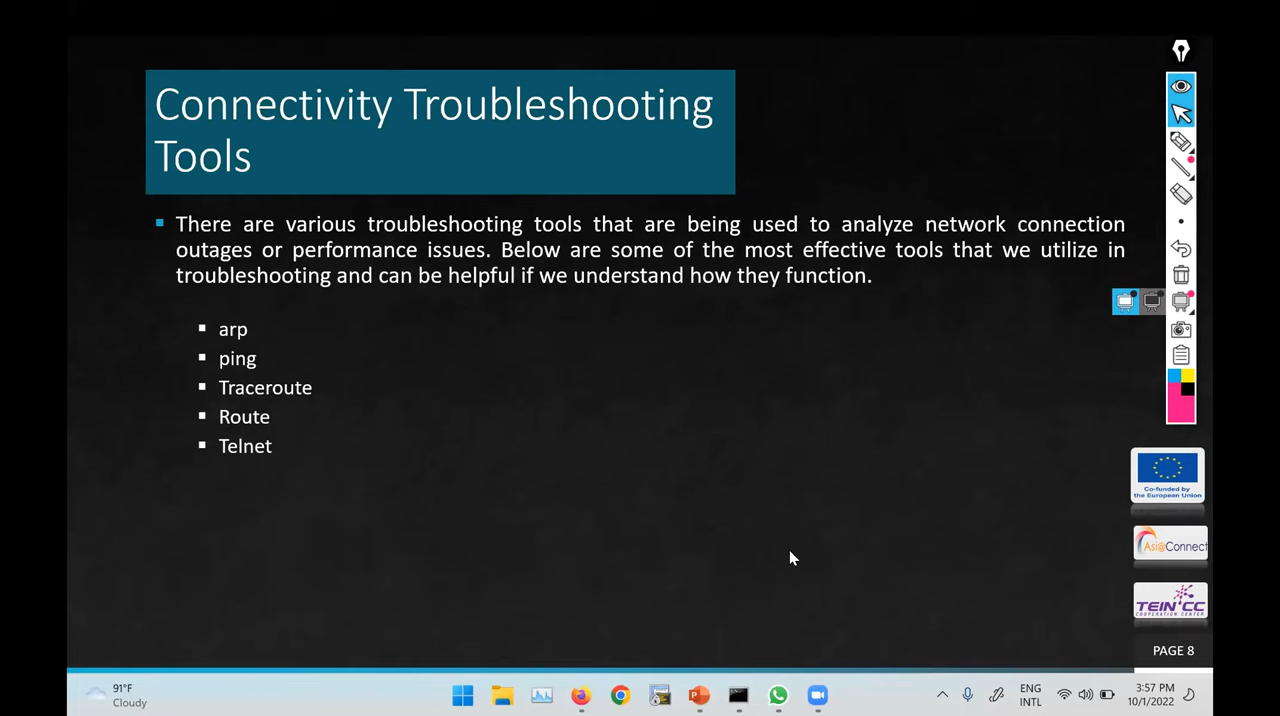 Connectivity Troubleshooting
Tools
There are various troubleshooting tools that are being used to analyze network connection
outages or performance issues. Below are some of the most effective tools that we utilize in
troubleshooting and can be helpful if we understand how they function.
arp
ping
Traceroute
Route
Telnet
Co-funded by
the European Union
Asi@Connect
TEIN*CC
COOPERATION CENTER
PAGE 8
91°F
Cloudy
ENG
INTL
3:57 PM
10/1/2022